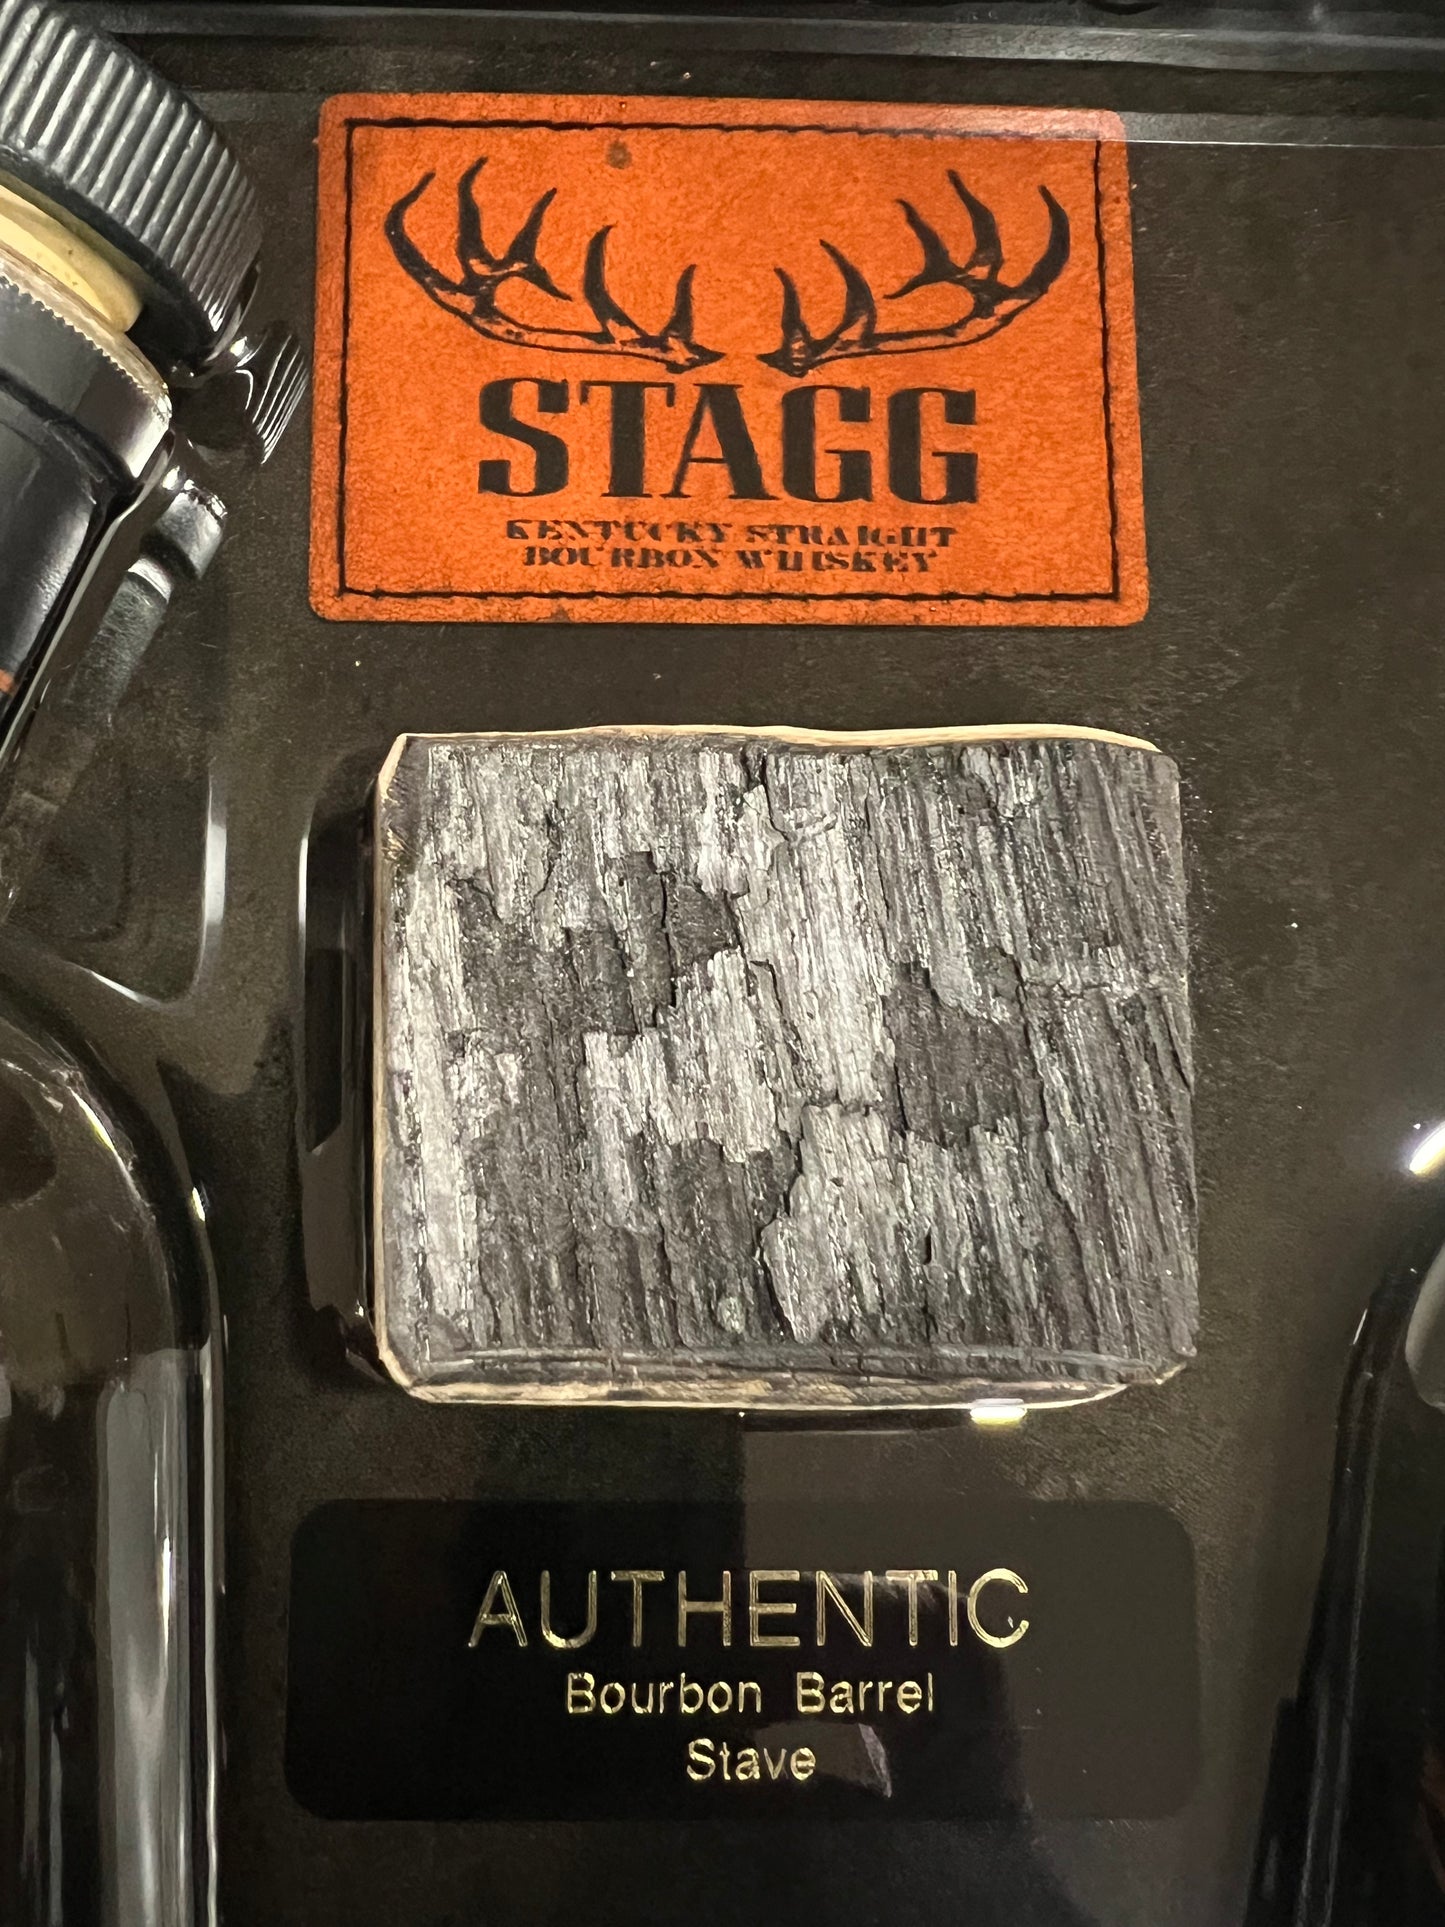 STAGG
KENTUCKY STRAIGHT
BOURBON WHISKEY
AUTHENTIC
Bourbon Barrel
Stave